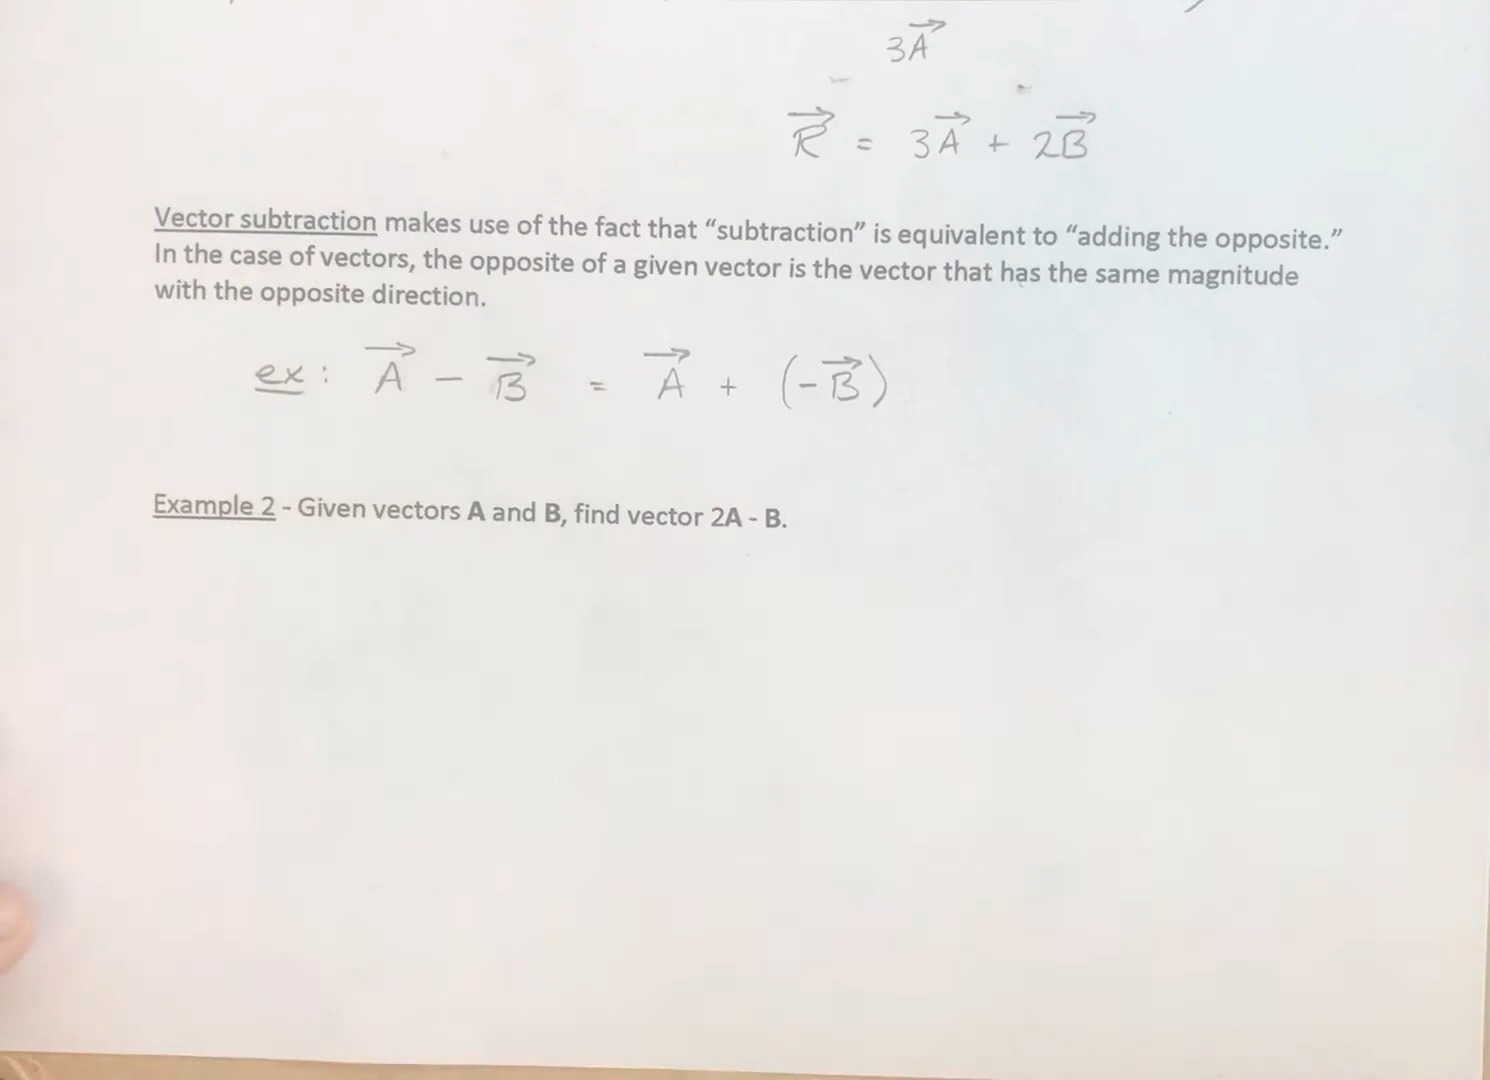 3A⃗
R⃗ = 3A⃗ + 2B⃗
Vector subtraction makes use of the fact that “subtraction” is equivalent to “adding the opposite.”
In the case of vectors, the opposite of a given vector is the vector that has the same magnitude
with the opposite direction.
ex: A⃗ − B⃗ = A⃗ + (-B⃗)
Example 2 - Given vectors A and B, find vector 2A - B.